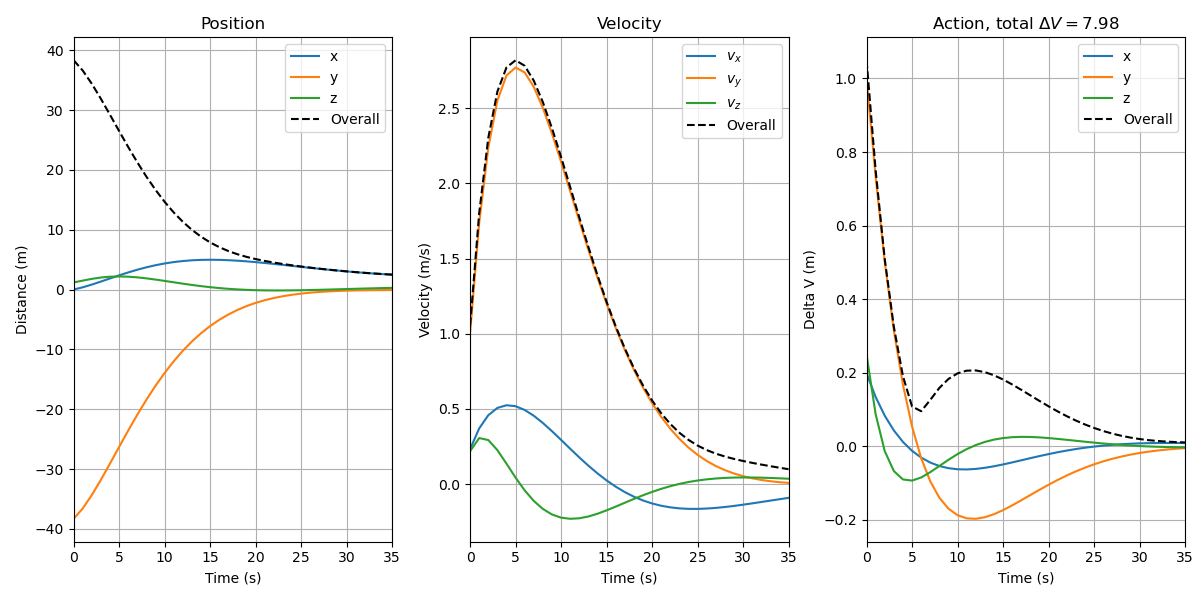 Position
Distance (m)
40
30
20
10
0
−10
−20
−30
−40
0 5 10 15 20 25 30 35
Time (s)
x
y
z
Overall
Velocity
Velocity (m/s)
2.5
2.0
1.5
1.0
0.5
0.0
0 5 10 15 20 25 30 35
Time (s)
vₓ
v_y
v_z
Overall
Action, total ΔV = 7.98
Delta V (m)
1.0
0.8
0.6
0.4
0.2
0.0
−0.2
0 5 10 15 20 25 30 35
Time (s)
x
y
z
Overall